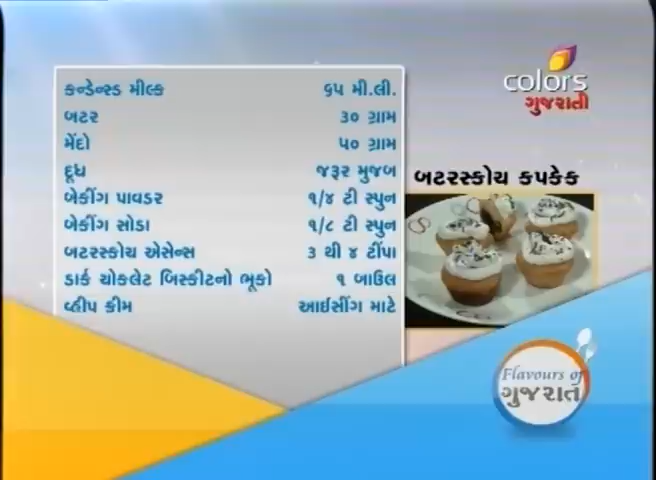 કન્ડેન્સ્ડ મીલ્ક ૬૫ મી.લી.
બટર ૩૦ ગ્રામ
મેંદો ૫૦ ગ્રામ
દૂધ જરૂર મુજબ
બેકીંગ પાવડર ૧/૪ ટી સ્પુન
બેકીંગ સોડા ૧/૮ ટી સ્પુન
બટરસ્કોચ એસેન્સ ૩ થી ૪ ટીંપા
ડાર્ક ચોકલેટ બિસ્કીટનો ભૂકો ૧ બાઉલ
વ્હીપ ક્રીમ આઈસીંગ માટે
colors
ગુજરાતી
બટરસ્કોચ કપકેક
Flavours of
ગુજરાત